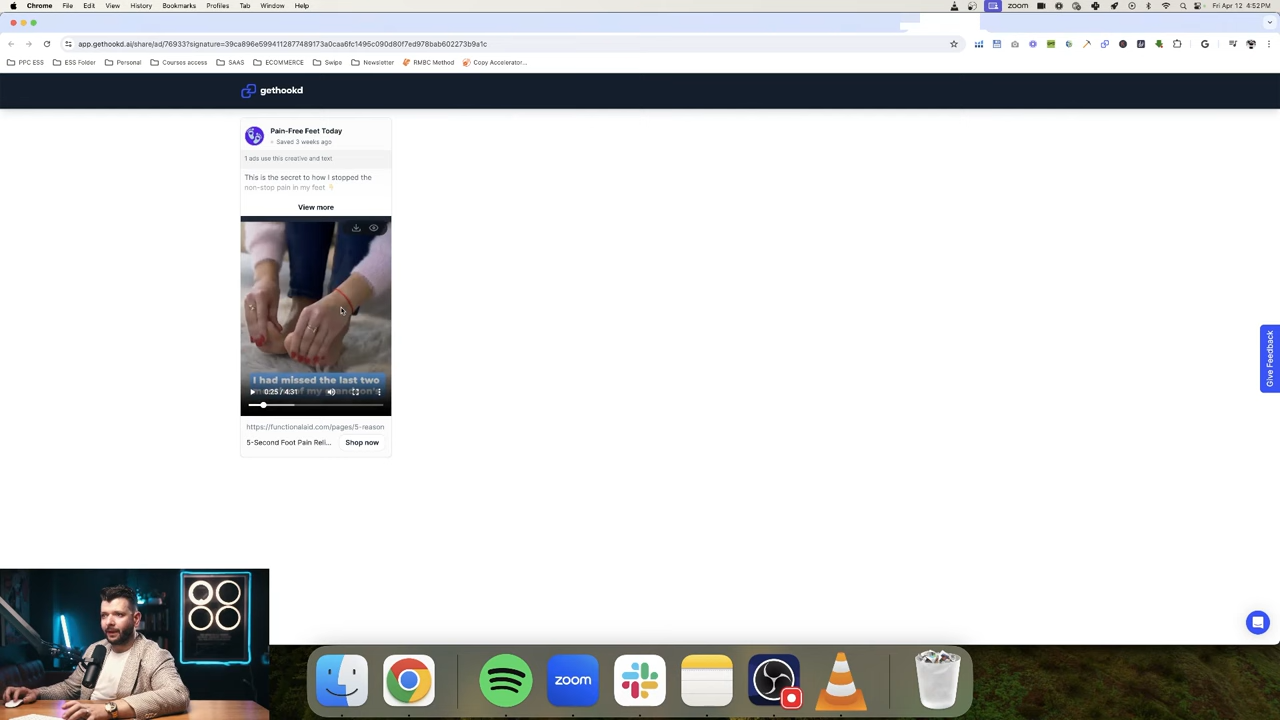 Chrome File Edit View History Bookmarks Profiles Tab Window Help
zoom
Fri Apr 12 4:52 PM
app.gethookd.ai/share/ad/76933?signature=39ca896e5994112877489173a0caa6fc1495c090d80f7ed978bab602273b9a1c
PPC ESS ESS Folder Personal Courses access SAAS ECOMMERCE Swipe Newsletter RMBC Method Copy Accelerator...
gethookd
Pain-Free Feet Today
Saved 3 weeks ago
1 ads use this creative and text
This is the secret to how I stopped the
non-stop pain in my feet
View more
I had missed the last two
0:25 / 4:31
https://functionalaid.com/pages/5-reason
5-Second Foot Pain Reli...
Shop now
Give Feedback
zoom